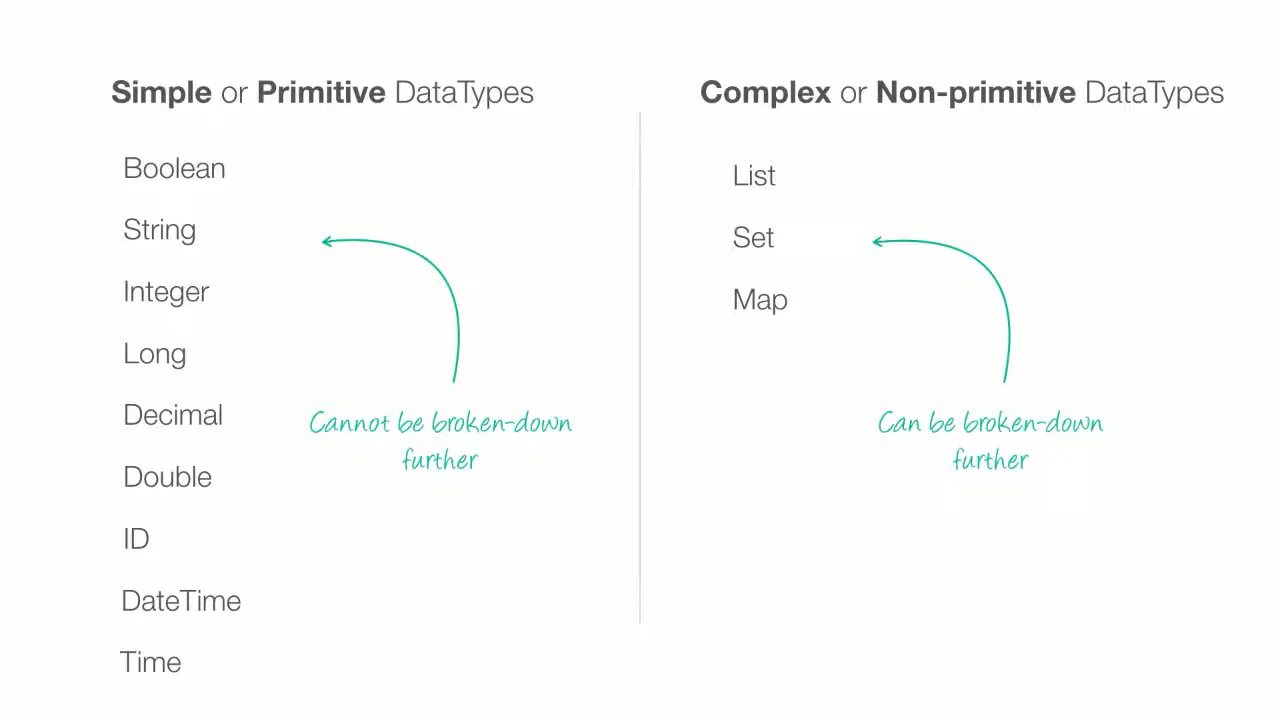 Simple or Primitive DataTypes
Boolean
String
Integer
Long
Decimal
Double
ID
DateTime
Time
Cannot be broken-down
further
Complex or Non-primitive DataTypes
List
Set
Map
Can be broken-down
further